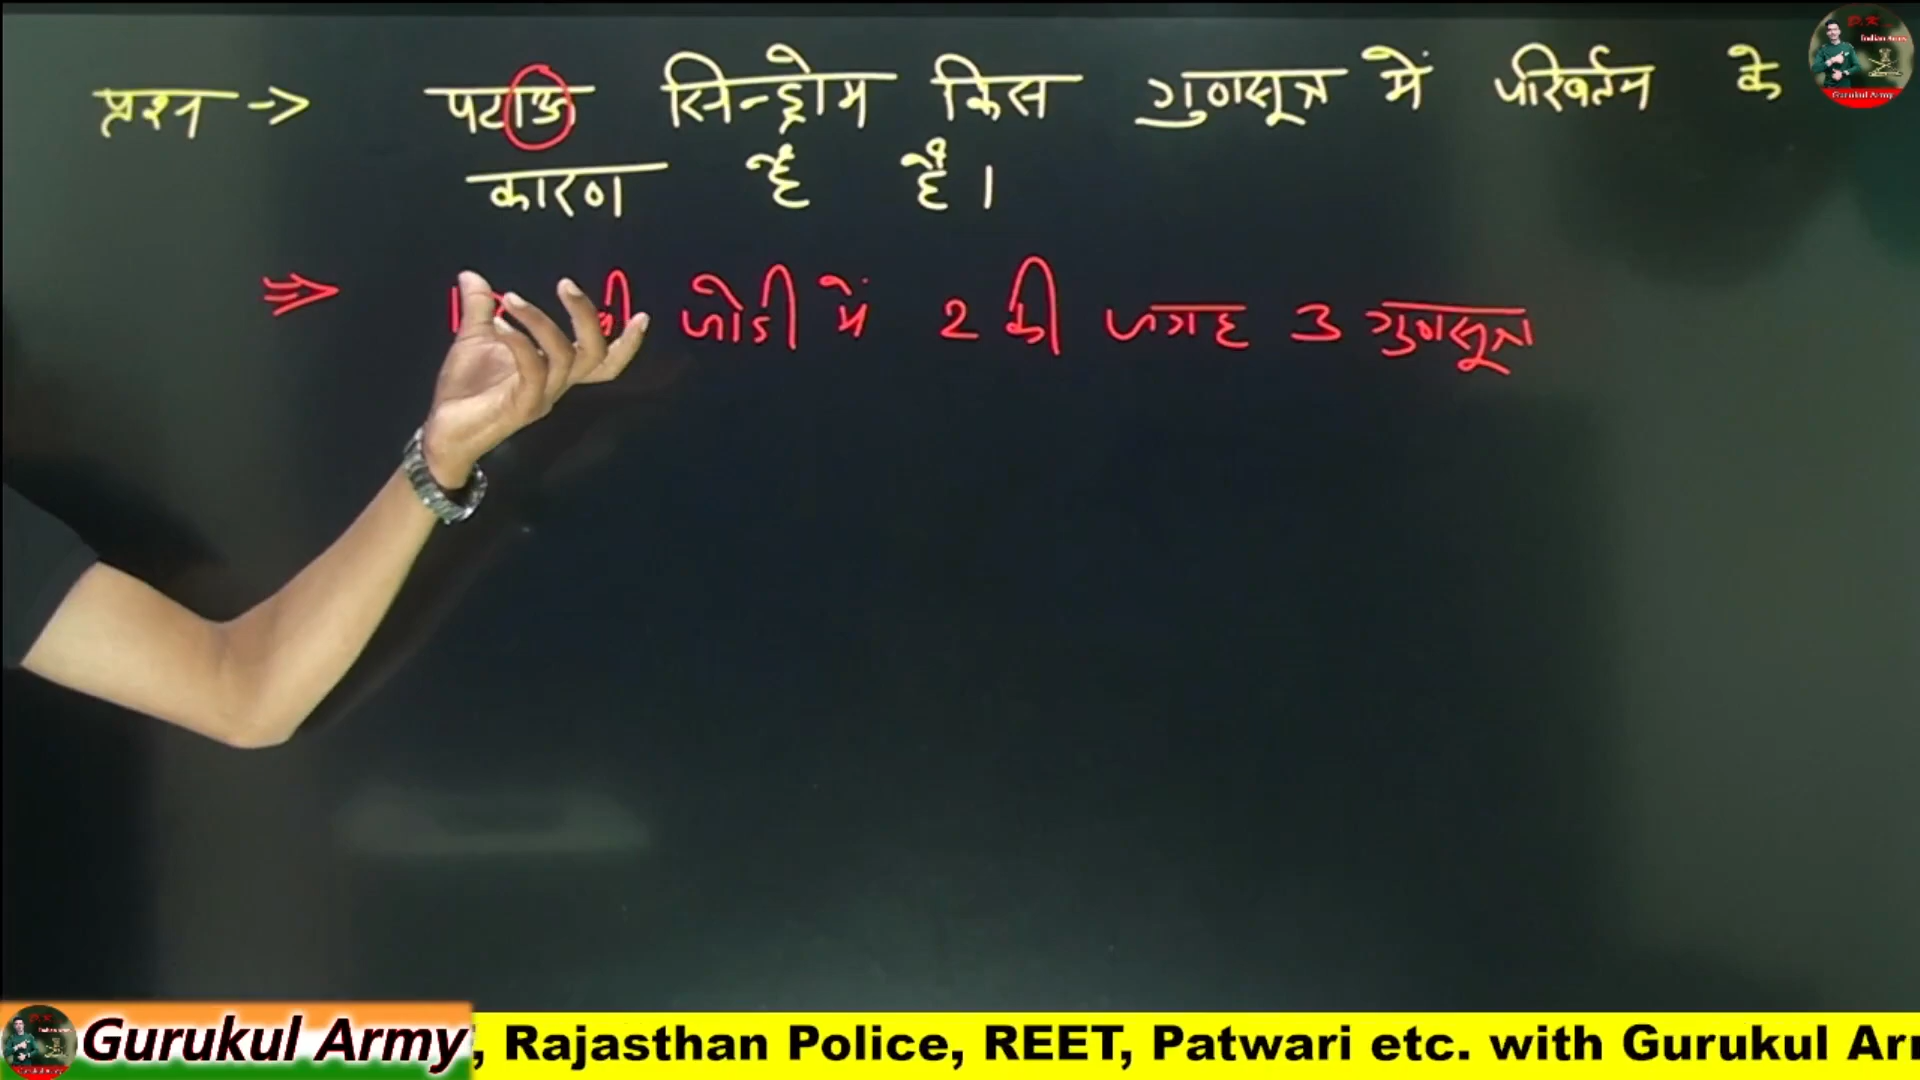 प्रश्न -> पटाऊ सिन्ड्रोम किस गुणसूत्र में परिवर्तन के
कारण है हैं।
=> जोडी में 2 की जगह 3 गुणसूत्र
Gurukul Army , Rajasthan Police, REET, Patwari etc. with Gurukul Ar